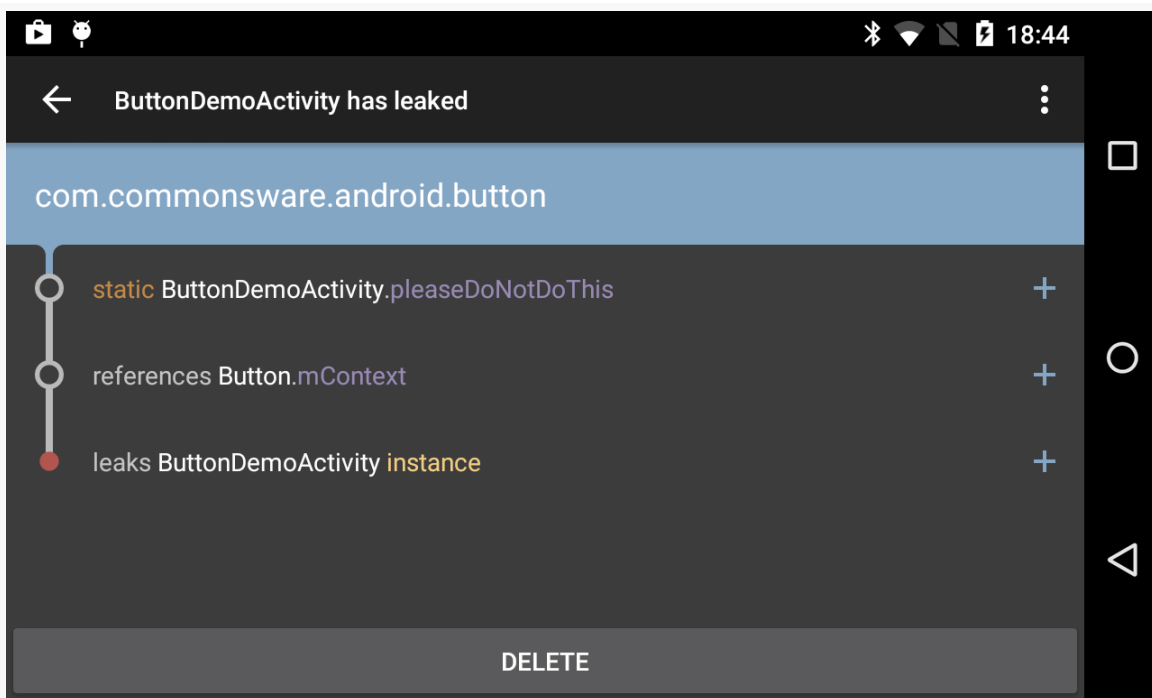 18:44
ButtonDemoActivity has leaked
com.commonsware.android.button
static ButtonDemoActivity.pleaseDoNotDoThis
references Button.mContext
leaks ButtonDemoActivity instance
DELETE